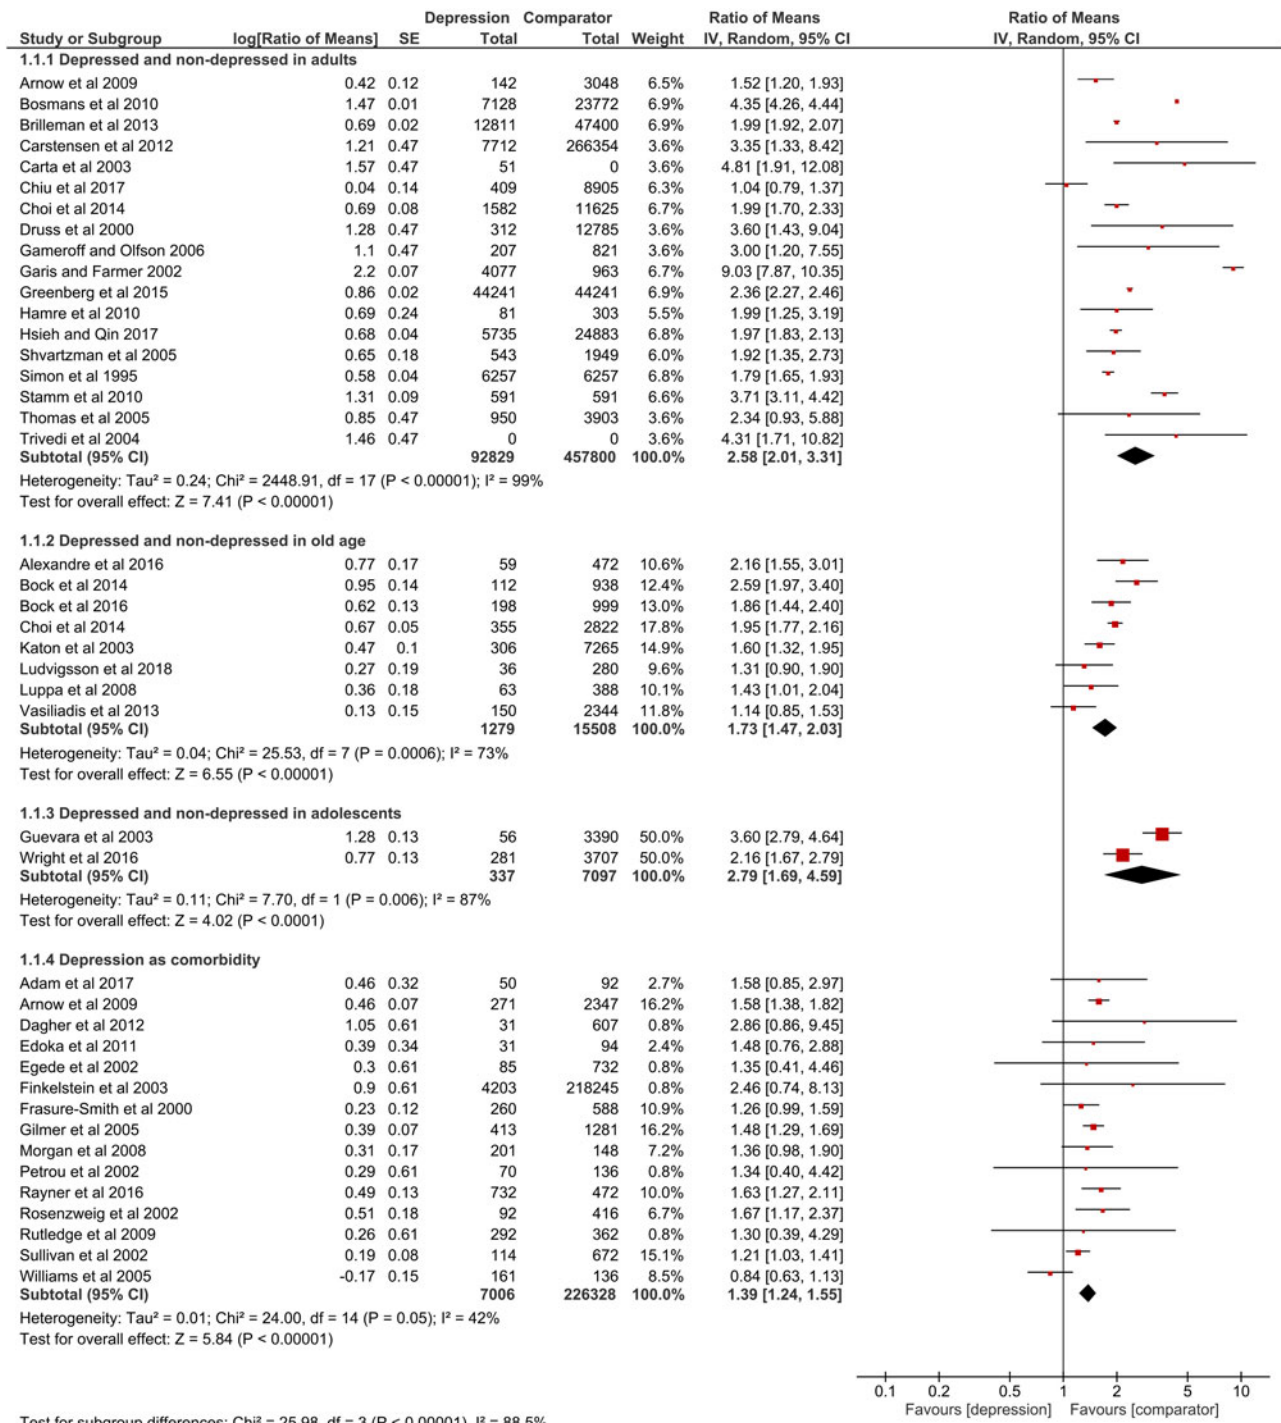 Depression Comparator Ratio of Means Ratio of Means
Study or Subgroup log[Ratio of Means] SE Total Total Weight IV, Random, 95% CI IV, Random, 95% CI
1.1.1 Depressed and non-depressed in adults
Arnow et al 2009 0.42 0.12 142 3048 6.5% 1.52 [1.20, 1.93]
Bosmans et al 2010 1.47 0.01 7128 23772 6.9% 4.35 [4.26, 4.44]
Brilleman et al 2013 0.69 0.02 12811 47400 6.9% 1.99 [1.92, 2.07]
Carstensen et al 2012 1.21 0.47 7712 266354 3.6% 3.35 [1.33, 8.42]
Carta et al 2003 1.57 0.47 51 0 3.6% 4.81 [1.91, 12.08]
Chiu et al 2017 0.04 0.14 409 8905 6.3% 1.04 [0.79, 1.37]
Choi et al 2014 0.69 0.08 1582 11625 6.7% 1.99 [1.70, 2.33]
Druss et al 2000 1.28 0.47 312 12785 3.6% 3.60 [1.43, 9.04]
Gameroff and Olfson 2006 1.1 0.47 207 821 3.6% 3.00 [1.20, 7.55]
Garis and Farmer 2002 2.2 0.07 4077 963 6.7% 9.03 [7.87, 10.35]
Greenberg et al 2015 0.86 0.02 44241 44241 6.9% 2.36 [2.27, 2.46]
Hamre et al 2010 0.69 0.24 81 303 5.5% 1.99 [1.25, 3.19]
Hsieh and Qin 2017 0.68 0.04 5735 24883 6.8% 1.97 [1.83, 2.13]
Shvartzman et al 2005 0.65 0.18 543 1949 6.0% 1.92 [1.35, 2.73]
Simon et al 1995 0.58 0.04 6257 6257 6.8% 1.79 [1.65, 1.93]
Stamm et al 2010 1.31 0.09 591 591 6.6% 3.71 [3.11, 4.42]
Thomas et al 2005 0.85 0.47 950 3903 3.6% 2.34 [0.93, 5.88]
Trivedi et al 2004 1.46 0.47 0 0 3.6% 4.31 [1.71, 10.82]
Subtotal (95% CI) 92829 457800 100.0% 2.58 [2.01, 3.31]
Heterogeneity: Tau² = 0.24; Chi² = 2448.91, df = 17 (P < 0.00001); I² = 99%
Test for overall effect: Z = 7.41 (P < 0.00001)
1.1.2 Depressed and non-depressed in old age
Alexandre et al 2016 0.77 0.17 59 472 10.6% 2.16 [1.55, 3.01]
Bock et al 2014 0.95 0.14 112 938 12.4% 2.59 [1.97, 3.40]
Bock et al 2016 0.62 0.13 198 999 13.0% 1.86 [1.44, 2.40]
Choi et al 2014 0.67 0.05 355 2822 17.8% 1.95 [1.77, 2.16]
Katon et al 2003 0.47 0.1 306 7265 14.9% 1.60 [1.32, 1.95]
Ludvigsson et al 2018 0.27 0.19 36 280 9.6% 1.31 [0.90, 1.90]
Luppa et al 2008 0.36 0.18 63 388 10.1% 1.43 [1.01, 2.04]
Vasiliadis et al 2013 0.13 0.15 150 2344 11.8% 1.14 [0.85, 1.53]
Subtotal (95% CI) 1279 15508 100.0% 1.73 [1.47, 2.03]
Heterogeneity: Tau² = 0.04; Chi² = 25.53, df = 7 (P = 0.0006); I² = 73%
Test for overall effect: Z = 6.55 (P < 0.00001)
1.1.3 Depressed and non-depressed in adolescents
Guevara et al 2003 1.28 0.13 56 3390 50.0% 3.60 [2.79, 4.64]
Wright et al 2016 0.77 0.13 281 3707 50.0% 2.16 [1.67, 2.79]
Subtotal (95% CI) 337 7097 100.0% 2.79 [1.69, 4.59]
Heterogeneity: Tau² = 0.11; Chi² = 7.70, df = 1 (P = 0.006); I² = 87%
Test for overall effect: Z = 4.02 (P < 0.0001)
1.1.4 Depression as comorbidity
Adam et al 2017 0.46 0.32 50 92 2.7% 1.58 [0.85, 2.97]
Arnow et al 2009 0.46 0.07 271 2347 16.2% 1.58 [1.38, 1.82]
Dagher et al 2012 1.05 0.61 31 607 0.8% 2.86 [0.86, 9.45]
Edoka et al 2011 0.39 0.34 31 94 2.4% 1.48 [0.76, 2.88]
Egede et al 2002 0.3 0.61 85 732 0.8% 1.35 [0.41, 4.46]
Finkelstein et al 2003 0.9 0.61 4203 218245 0.8% 2.46 [0.74, 8.13]
Frasure-Smith et al 2000 0.23 0.12 260 588 10.9% 1.26 [0.99, 1.59]
Gilmer et al 2005 0.39 0.07 413 1281 16.2% 1.48 [1.29, 1.69]
Morgan et al 2008 0.31 0.17 201 148 7.2% 1.36 [0.98, 1.90]
Petrou et al 2002 0.29 0.61 70 136 0.8% 1.34 [0.40, 4.42]
Rayner et al 2016 0.49 0.13 732 472 10.0% 1.63 [1.27, 2.11]
Rosenzweig et al 2002 0.51 0.18 92 416 6.7% 1.67 [1.17, 2.37]
Rutledge et al 2009 0.26 0.61 292 362 0.8% 1.30 [0.39, 4.29]
Sullivan et al 2002 0.19 0.08 114 672 15.1% 1.21 [1.03, 1.41]
Williams et al 2005 -0.17 0.15 161 136 8.5% 0.84 [0.63, 1.13]
Subtotal (95% CI) 7006 226328 100.0% 1.39 [1.24, 1.55]
Heterogeneity: Tau² = 0.01; Chi² = 24.00, df = 14 (P = 0.05); I² = 42%
Test for overall effect: Z = 5.84 (P < 0.00001)
0.1 0.2 0.5 1 2 5 10
Favours [depression] Favours [comparator]
Test for subgroup differences: Chi² = 25.98, df = 3 (P < 0.00001), I² = 88.5%